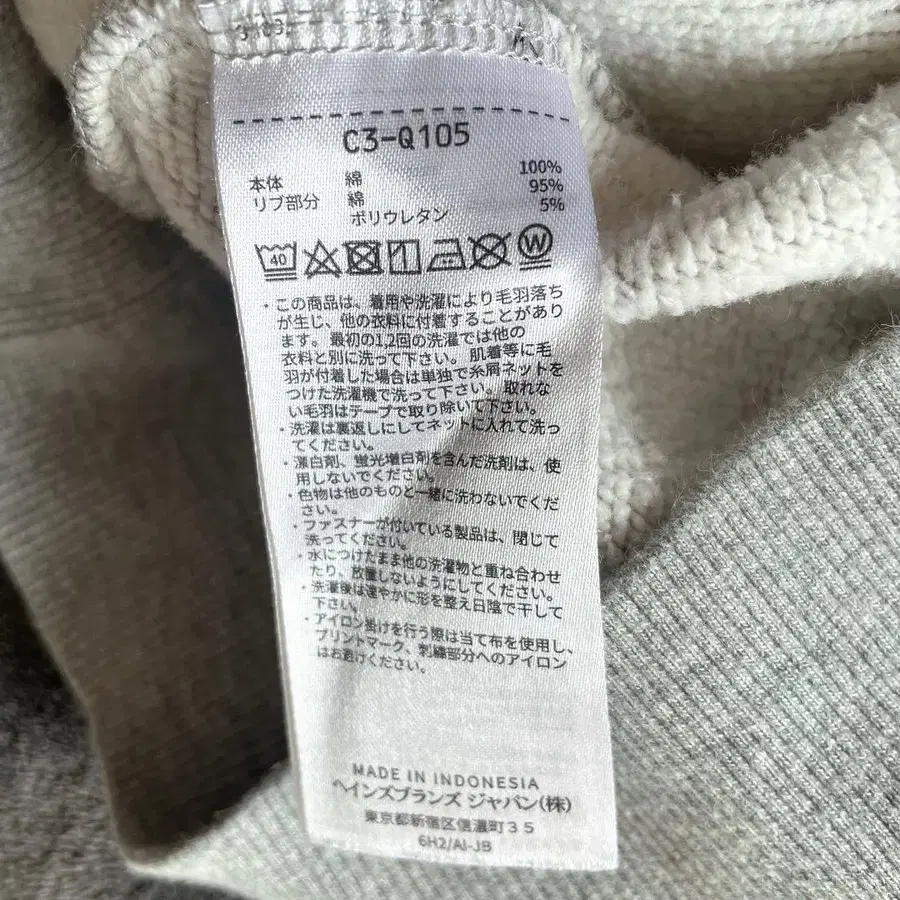 C3-Q105
本体 綿 100%
リブ部分 綿 95%
ポリウレタン 5%
40 W
・この商品は、着用や洗濯により毛羽落ち
が生じ、他の衣料に付着することがあり
ます。最初の1,2回の洗濯では他の
衣料と別に洗って下さい。肌着等に毛
羽が付着した場合は単独で糸屑ネットを
つけた洗濯機で洗って下さい。取れな
い毛羽はテープで取り除いて下さい。
・洗濯は裏返しにしてネットに入れて洗っ
てください。
・漂白剤、蛍光増白剤を含んだ洗剤は、使
用しないでください。
・色物は他のものと一緒に洗わないでくだ
さい。
・ファスナーが付いている製品は、閉じて
洗ってください。
・水につけたまま他の洗濯物と重ね合わせ
たり、放置しないようにしてください。
・洗濯後は速やかに形を整え日陰で干して
下さい。
・アイロン掛けを行う際は当て布を使用し、
プリントマーク、刺繍部分へのアイロン
はお避けください。
MADE IN INDONESIA
ヘインズブランズ ジャパン(株)
東京都新宿区信濃町35
6H2/AI-JB